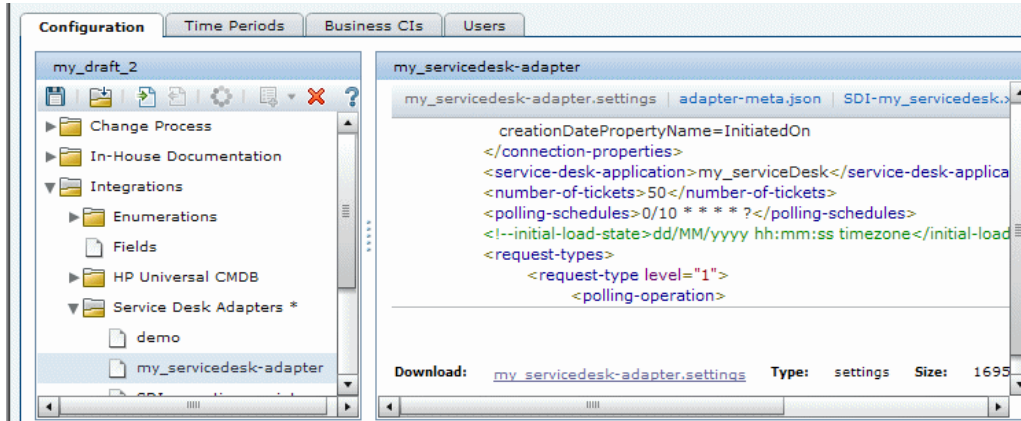 Configuration Time Periods Business CIs Users
my_draft_2
Change Process
In-House Documentation
Integrations
Enumerations
Fields
HP Universal CMDB
Service Desk Adapters *
demo
my_servicedesk-adapter
my_servicedesk-adapter
my_servicedesk-adapter.settings | adapter-meta.json | SDI-my_servicedesk.x
creationDatePropertyName=InitiatedOn
</connection-properties>
<service-desk-application>my_serviceDesk</service-desk-applica
<number-of-tickets>50</number-of-tickets>
<polling-schedules>0/10 * * * * ?</polling-schedules>
<!--initial-load-state>dd/MM/yyyy hh:mm:ss timezone</initial-load
<request-types>
<request-type level="1">
<polling-operation>
Download: my_servicedesk-adapter.settings Type: settings Size: 1695